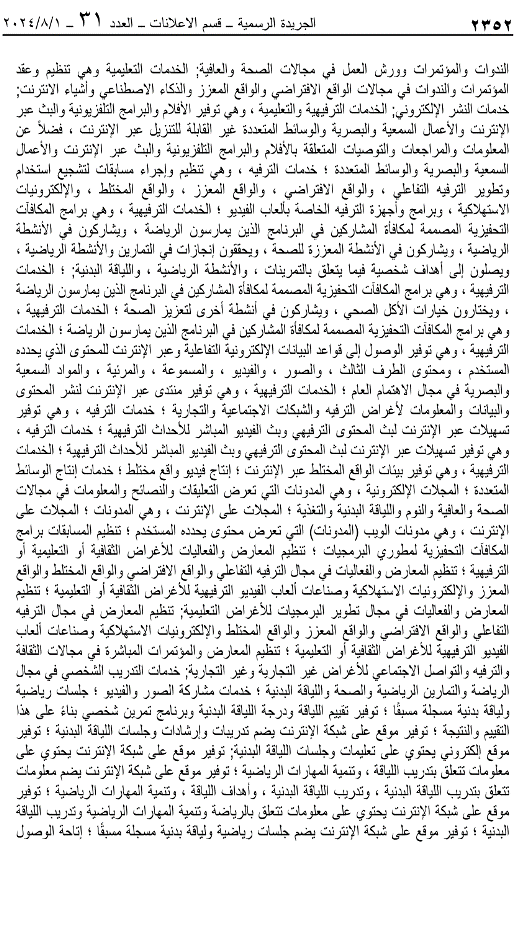 ٢٣٥٢ الجريدة الرسمية ــ قسم الاعلانات ــ العدد ٣١ ــ ٢٠٢٤/٨/١
الندوات والمؤتمرات وورش العمل في مجالات الصحة والعافية; الخدمات التعليمية وهي تنظيم وعقد
المؤتمرات والندوات في مجالات الواقع الافتراضي والواقع المعزز والذكاء الاصطناعي وأشياء الانترنت;
خدمات النشر الإلكتروني; الخدمات الترفيهية والتعليمية ، وهي توفير الأفلام والبرامج التلفزيونية والبث عبر
الإنترنت والأعمال السمعية والبصرية والوسائط المتعددة غير القابلة للتنزيل عبر الإنترنت ، فضلاً عن
المعلومات والمراجعات والتوصيات المتعلقة بالأفلام والبرامج التلفزيونية والبث عبر الإنترنت والأعمال
السمعية والبصرية والوسائط المتعددة ؛ خدمات الترفيه ، وهي تنظيم وإجراء مسابقات لتشجيع استخدام
وتطوير الترفيه التفاعلي ، والواقع الافتراضي ، والواقع المعزز ، والواقع المختلط ، والإلكترونيات
الاستهلاكية ، وبرامج وأجهزة الترفيه الخاصة بألعاب الفيديو ؛ الخدمات الترفيهية ، وهي برامج المكافآت
التحفيزية المصممة لمكافأة المشاركين في البرنامج الذين يمارسون الرياضة ، ويشاركون في الأنشطة
الرياضية ، ويشاركون في الأنشطة المعززة للصحة ، ويحققون إنجازات في التمارين والأنشطة الرياضية ،
ويصلون إلى أهداف شخصية فيما يتعلق بالتمرينات ، والأنشطة الرياضية ، واللياقة البدنية; ؛ الخدمات
الترفيهية ، وهي برامج المكافآت التحفيزية المصممة لمكافأة المشاركين في البرنامج الذين يمارسون الرياضة
، ويختارون خيارات الأكل الصحي ، ويشاركون في أنشطة أخرى لتعزيز الصحة ؛ الخدمات الترفيهية ،
وهي برامج المكافآت التحفيزية المصممة لمكافأة المشاركين في البرنامج الذين يمارسون الرياضة؛ الخدمات
الترفيهية ، وهي توفير الوصول إلى قواعد البيانات الإلكترونية التفاعلية وعبر الإنترنت للمحتوى الذي يحدده
المستخدم ، ومحتوى الطرف الثالث ، والصور ، والفيديو ، والمسموعة ، والمرئية ، والمواد السمعية
والبصرية في مجال الاهتمام العام ؛ الخدمات الترفيهية ، وهي توفير منتدى عبر الإنترنت لنشر المحتوى
والبيانات والمعلومات لأغراض الترفيه والشبكات الاجتماعية والتجارية ؛ خدمات الترفيه ، وهي توفير
تسهيلات عبر الإنترنت لبث المحتوى الترفيهي وبث الفيديو المباشر للأحداث الترفيهية ؛ خدمات الترفيه ،
وهي توفير تسهيلات عبر الإنترنت لبث المحتوى الترفيهي وبث الفيديو المباشر للأحداث الترفيهية ؛ الخدمات
الترفيهية ، وهي توفير بيئات الواقع المختلط عبر الإنترنت ؛ إنتاج فيديو واقع مختلط ؛ خدمات إنتاج الوسائط
المتعددة ؛ المجلات الإلكترونية ، وهي المدونات التي تعرض التعليقات والنصائح والمعلومات في مجالات
الصحة والعافية والنوم واللياقة البدنية والتغذية ؛ المجلات على الإنترنت ، وهي المدونات ؛ المجلات على
الإنترنت ، وهي مدونات الويب (المدونات) التي تعرض محتوى يحدده المستخدم ؛ تنظيم المسابقات برامج
المكافآت التحفيزية لمطوري البرمجيات ؛ تنظيم المعارض والفعاليات للأغراض الثقافية أو التعليمية أو
الترفيهية ؛ تنظيم المعارض والفعاليات في مجال الترفيه التفاعلي والواقع الافتراضي والواقع المختلط والواقع
المعزز والإلكترونيات الاستهلاكية وصناعات ألعاب الفيديو الترفيهية للأغراض الثقافية أو التعليمية ؛ تنظيم
المعارض والفعاليات في مجال تطوير البرمجيات للأغراض التعليمية; تنظيم المعارض في مجال الترفيه
التفاعلي والواقع الافتراضي والواقع المعزز والواقع المختلط والإلكترونيات الاستهلاكية وصناعات ألعاب
الفيديو الترفيهية للأغراض الثقافية أو التعليمية ؛ تنظيم المعارض والمؤتمرات المباشرة في مجالات الثقافة
والترفيه والتواصل الاجتماعي للأغراض غير التجارية وغير التجارية; خدمات التدريب الشخصي في مجال
الرياضة والتمارين الرياضية والصحة واللياقة البدنية ؛ خدمات مشاركة الصور والفيديو ؛ جلسات رياضية
ولياقة بدنية مسجلة مسبقًا ؛ توفير تقييم اللياقة ودرجة اللياقة البدنية وبرنامج تمرين شخصي بناءً على هذا
التقييم والنتيجة ؛ توفير موقع على شبكة الإنترنت يضم تدريبات وإرشادات وجلسات اللياقة البدنية ؛ توفير
موقع إلكتروني يحتوي على تعليمات وجلسات اللياقة البدنية; توفير موقع على شبكة الإنترنت يحتوي على
معلومات تتعلق بتدريب اللياقة ، وتنمية المهارات الرياضية ؛ توفير موقع على شبكة الإنترنت يضم معلومات
تتعلق بتدريب اللياقة البدنية ، وتدريب اللياقة البدنية ، وأهداف اللياقة ، وتنمية المهارات الرياضية ؛ توفير
موقع على شبكة الإنترنت يحتوي على معلومات تتعلق بالرياضة وتنمية المهارات الرياضية وتدريب اللياقة
البدنية ؛ توفير موقع على شبكة الإنترنت يضم جلسات رياضية ولياقة بدنية مسجلة مسبقًا ؛ إتاحة الوصول